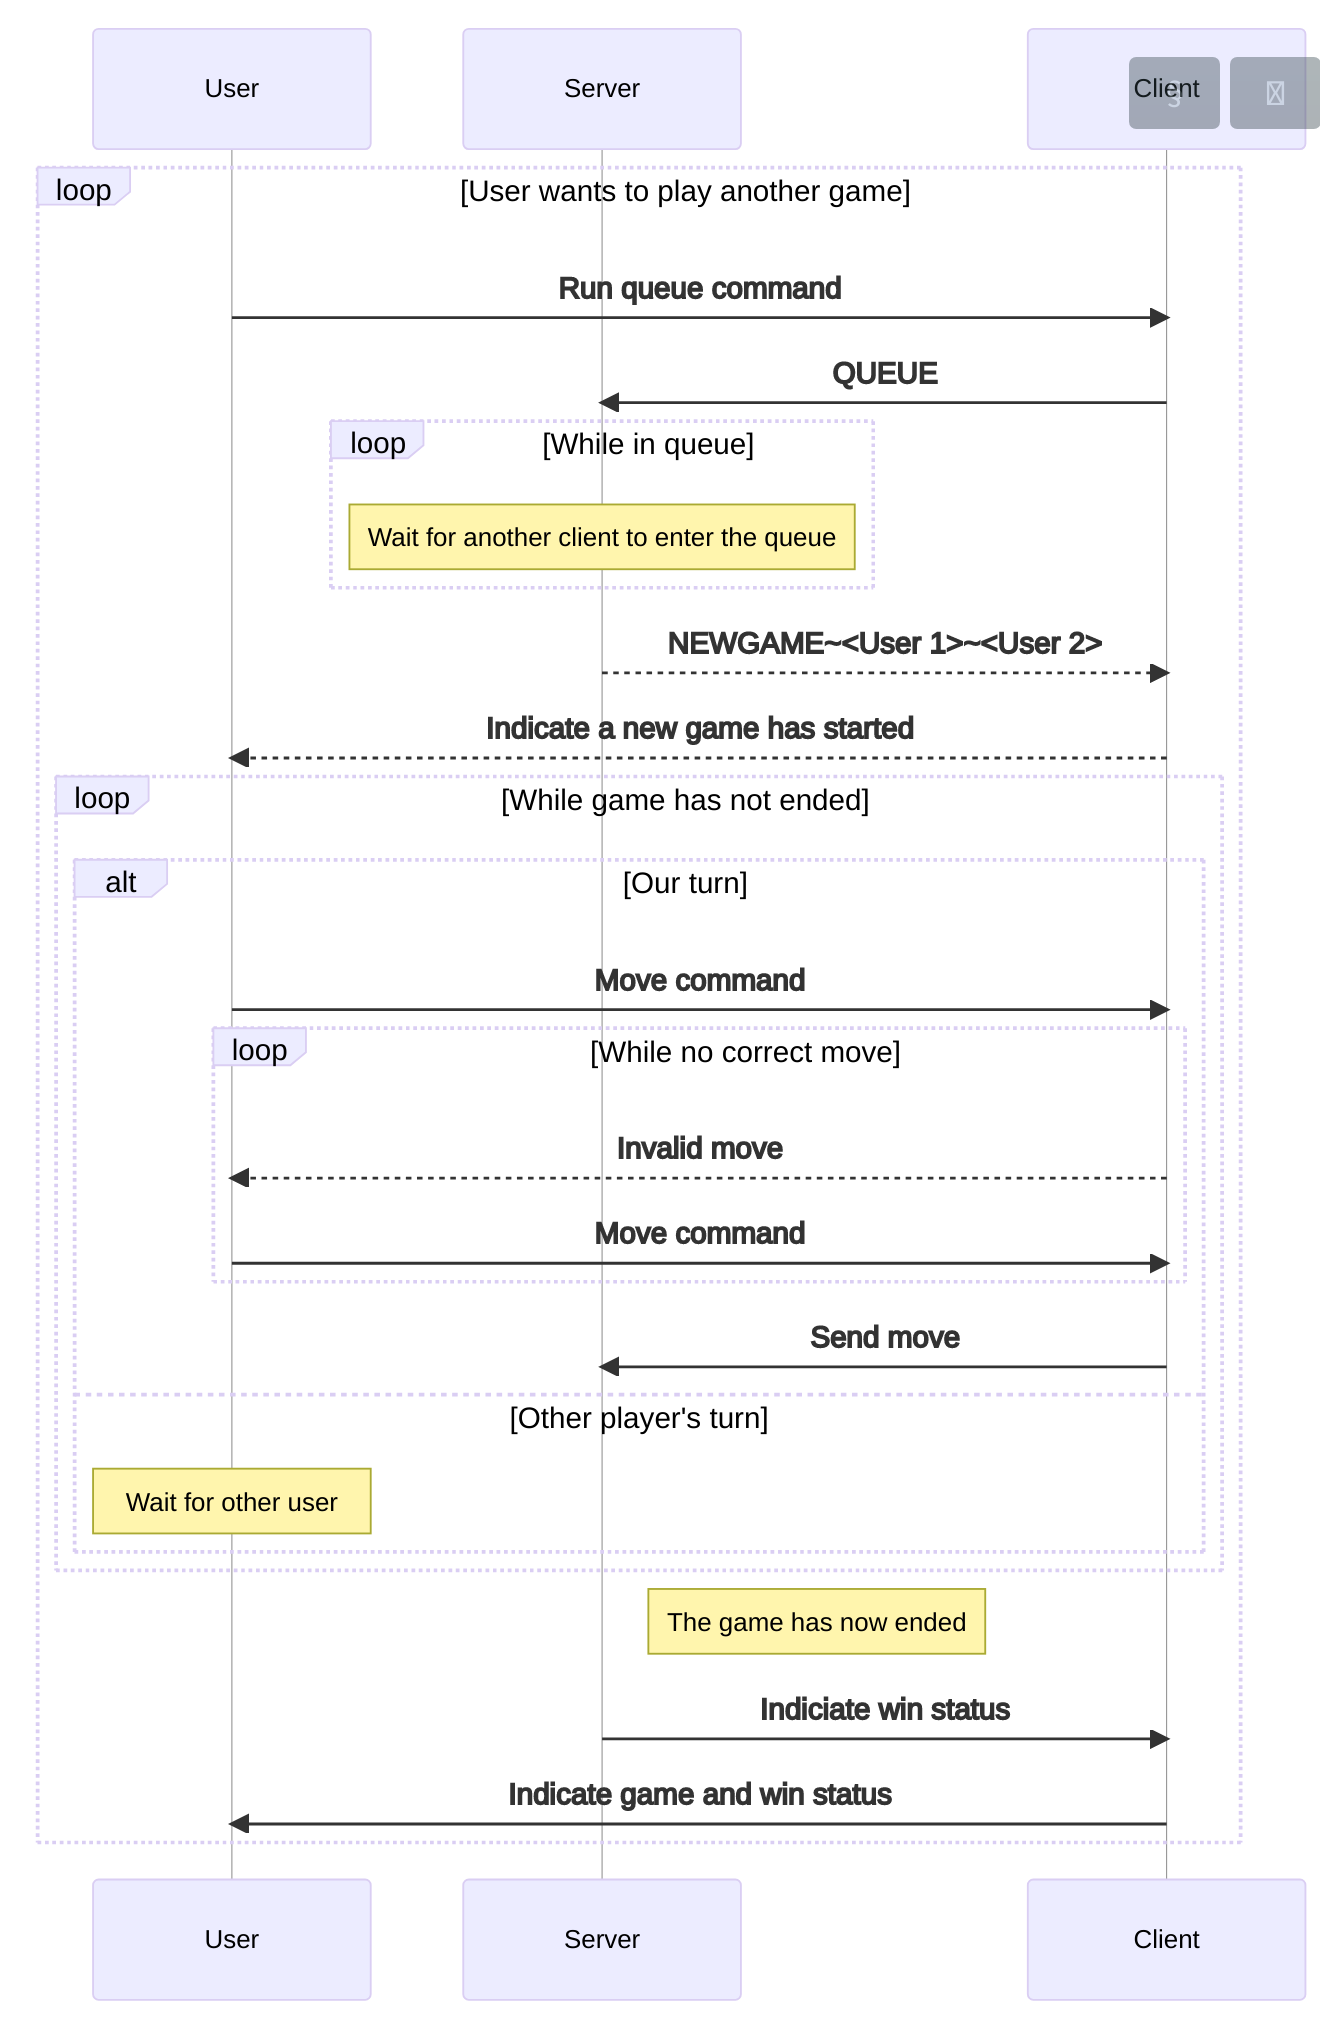 User
Server
Client
loop
[User wants to play another game]
Run queue command
QUEUE
loop
[While in queue]
Wait for another client to enter the queue
NEWGAME~<User 1>~<User 2>
Indicate a new game has started
loop
[While game has not ended]
alt
[Our turn]
Move command
loop
[While no correct move]
Invalid move
Move command
Send move
[Other player's turn]
Wait for other user
The game has now ended
Indiciate win status
Indicate game and win status
User
Server
Client